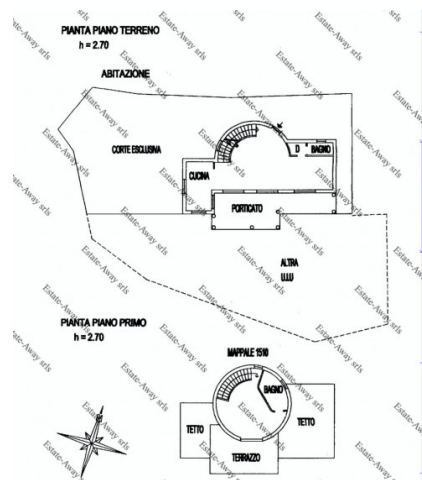 PIANTA PIANO TERRENO
h = 2.70
ABITAZIONE
CORTE ESCLUSIVA
D
BAGNO
CUCINA
PORTICATO
ALTRA
U.I.U
PIANTA PIANO PRIMO
h = 2.70
MAPPALE 1510
BAGNO
TETTO
TETTO
TERRAZZO
Estate-Away srls